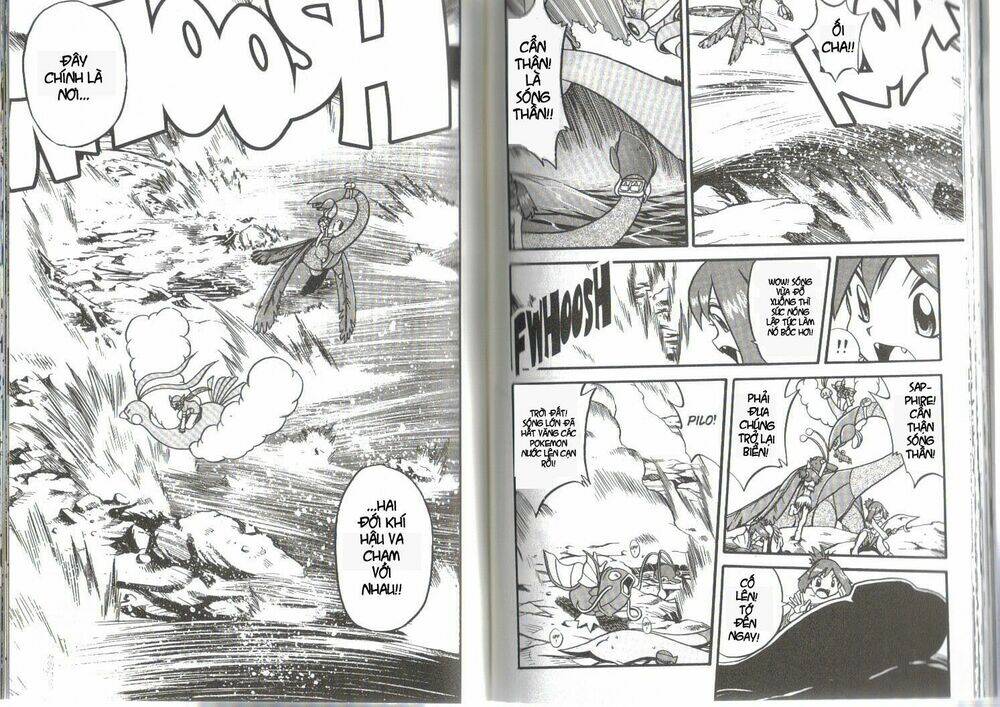 ỐI
CHA!!
CẨN
THẬN!
LÀ
SÓNG
THẦN!!
WOW! SÓNG
VỪA ĐỔ
XUỐNG THÌ
SỨC NÓNG
LẬP TỨC LÀM
NÓ BỐC HƠI!
!!
FWHOOSH
SAP-
PHIRE!
CẨN
THẬN
SÓNG
THẦN!
PHẢI
ĐƯA
CHÚNG
TRỞ LẠI
BIỂN!
PILO!
TRỜI ĐẤT!
SÓNG LỚN ĐÃ
HẤT VĂNG CÁC
POKEMON
NƯỚC LÊN CẠN
RỒI!
CỐ
LÊN!
TỚ
ĐẾN
NGAY!
ĐÂY
CHÍNH LÀ
NƠI...
WHOOSH
...HAI
ĐỚI KHÍ
HẬU VA
CHẠM
VỚI
NHAU!!